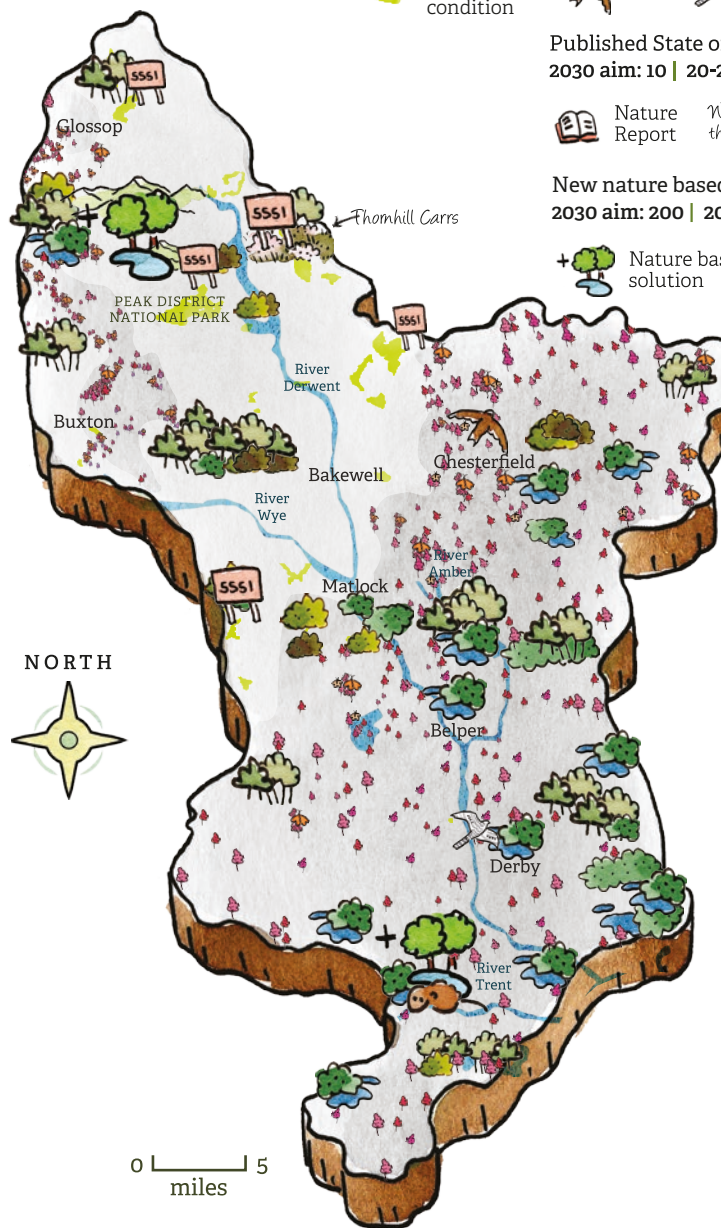 condition
Published State o
2030 aim: 10 | 20-2
Nature
Report
W
th
New nature based
2030 aim: 200 | 20
+
Nature bas
solution
SSSI
Glossop
SSSI
Thornhill Carrs
+
SSSI
PEAK DISTRICT
NATIONAL PARK
SSSI
River
Derwent
Buxton
Chesterfield
Bakewell
River
Wye
River
Amber
SSSI
Matlock
NORTH
Belper
Derby
+
River
Trent
0 5
miles